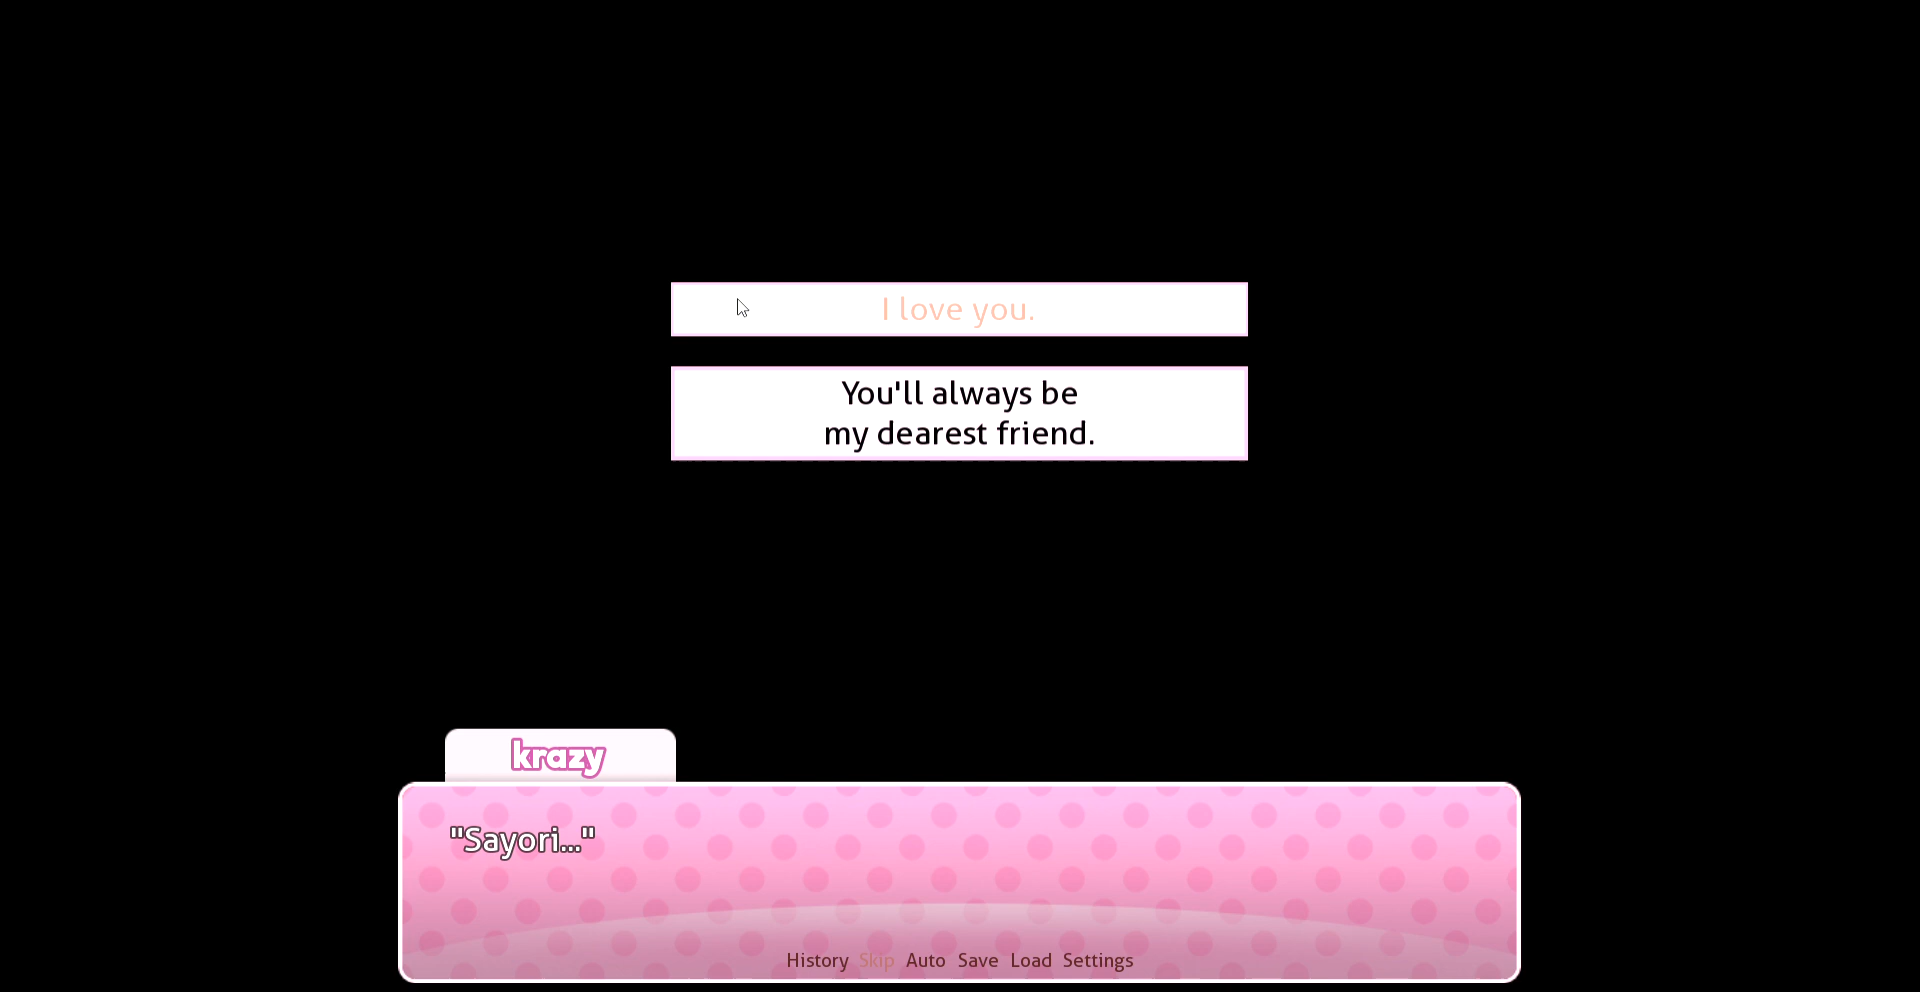 I love you.
You'll always be
my dearest friend.
krazy
"Sayori..."
History Skip Auto Save Load Settings